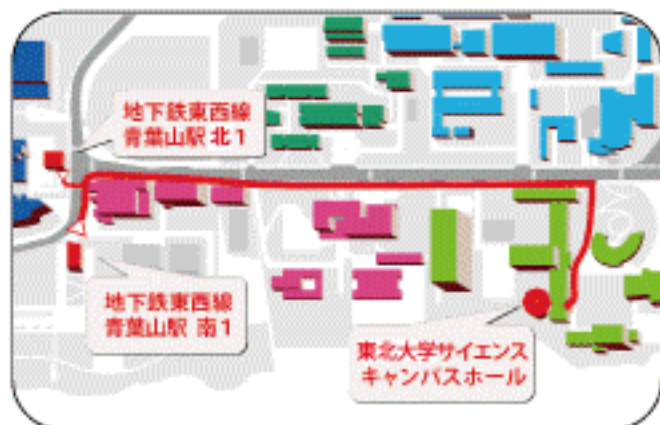 地下鉄東西線
青葉山駅 北1
地下鉄東西線
青葉山駅 南1
東北大学サイエンス
キャンパスホール